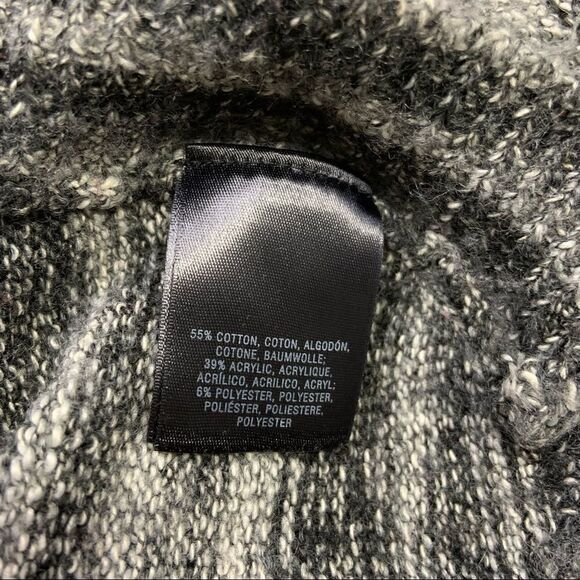 55% COTTON, COTON, ALGODÓN,
COTONE, BAUMWOLLE;
39% ACRYLIC, ACRYLIQUE,
ACRÍLICO, ACRILICO, ACRYL;
6% POLYESTER, POLYESTER,
POLIÉSTER, POLIESTERE,
POLYESTER